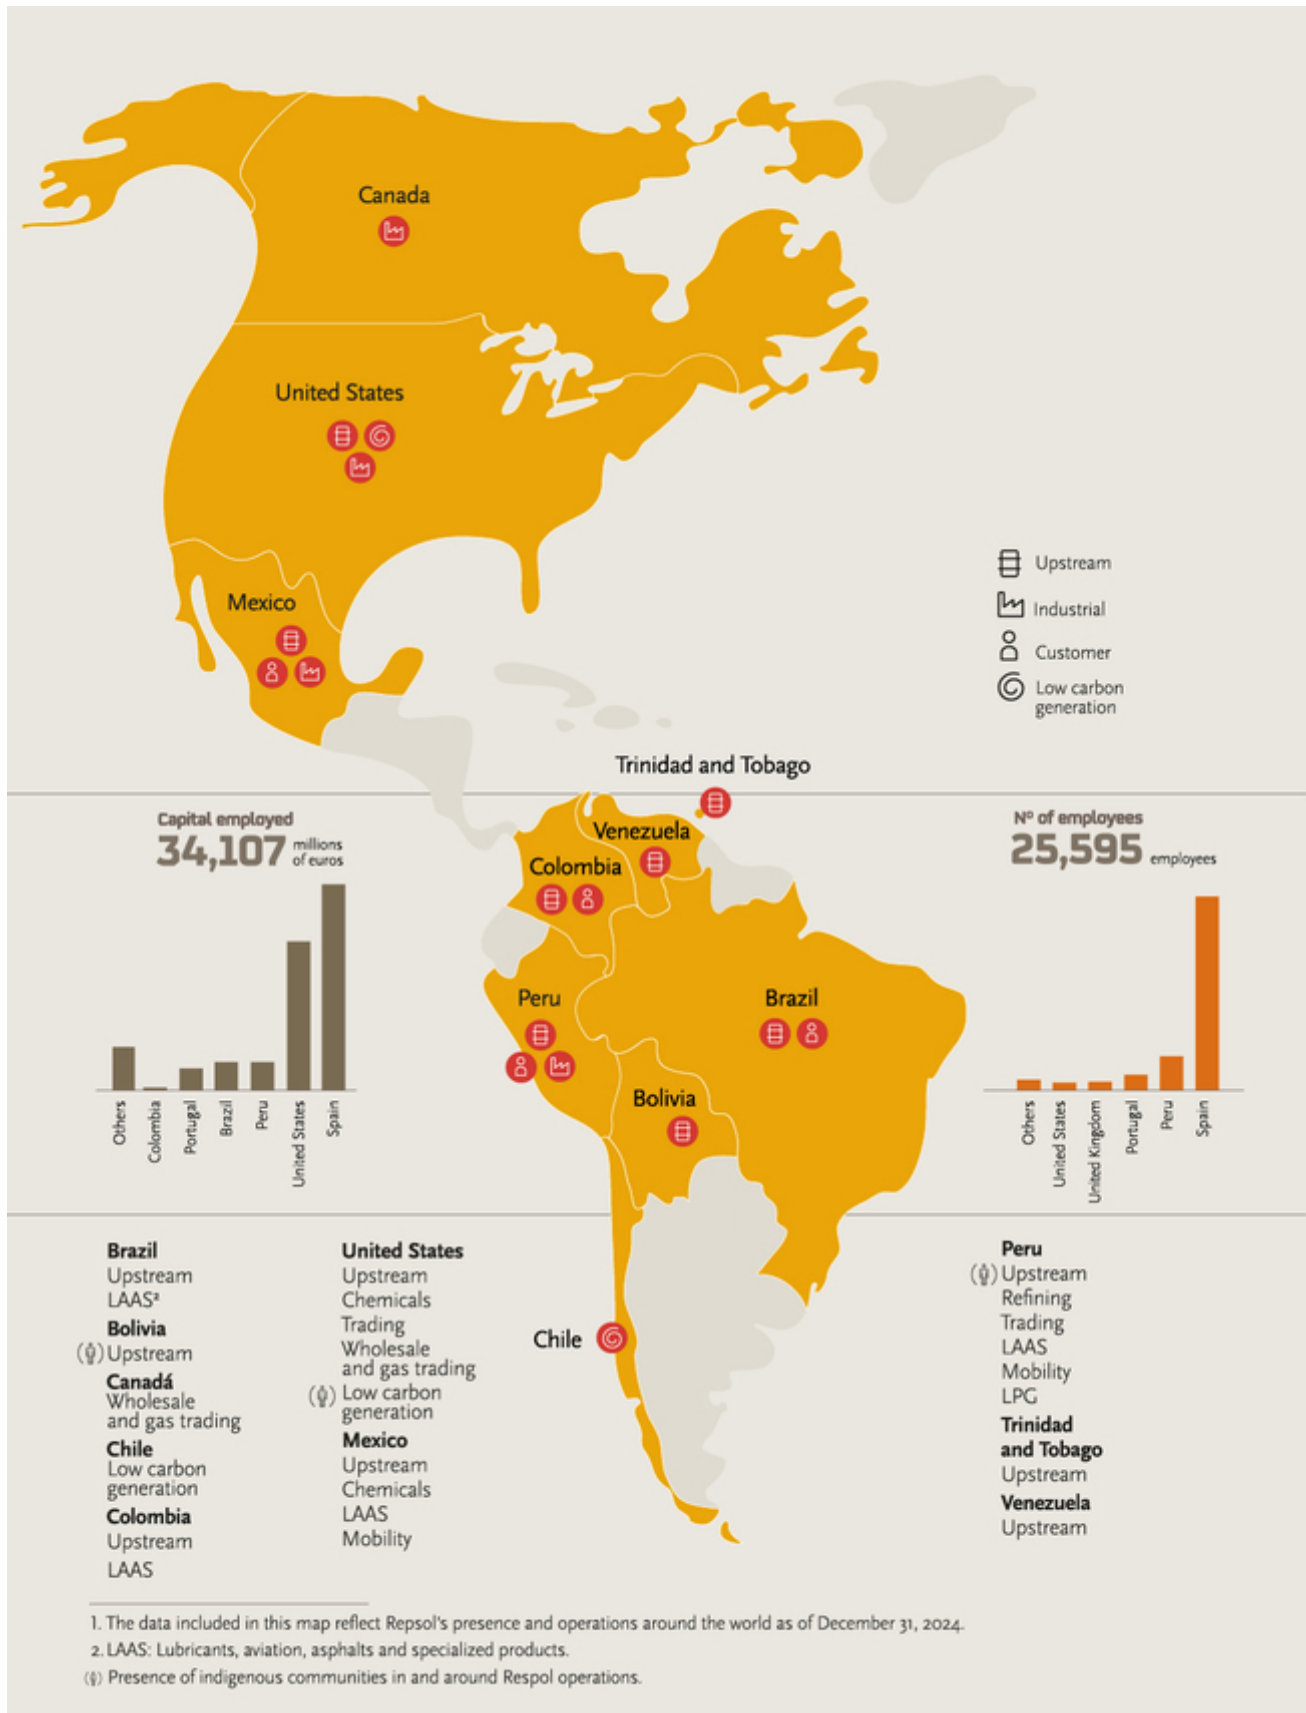 Canada
United States
Mexico
Upstream
Industrial
Customer
Low carbon
generation
Trinidad and Tobago
Capital employed
34,107 millions
of euros
Others
Colombia
Portugal
Brazil
Peru
United States
Spain
Venezuela
Colombia
Peru
Brazil
Bolivia
Chile
Nº of employees
25,595 employees
Others
United States
United Kingdom
Portugal
Peru
Spain
Brazil
Upstream
LAAS²
Bolivia
Upstream
Canadá
Wholesale
and gas trading
Chile
Low carbon
generation
Colombia
Upstream
LAAS
United States
Upstream
Chemicals
Trading
Wholesale
and gas trading
Low carbon
generation
Mexico
Upstream
Chemicals
LAAS
Mobility
Peru
Upstream
Refining
Trading
LAAS
Mobility
LPG
Trinidad
and Tobago
Upstream
Venezuela
Upstream
1. The data included in this map reflect Repsol's presence and operations around the world as of December 31, 2024.
2. LAAS: Lubricants, aviation, asphalts and specialized products.
Presence of indigenous communities in and around Respol operations.